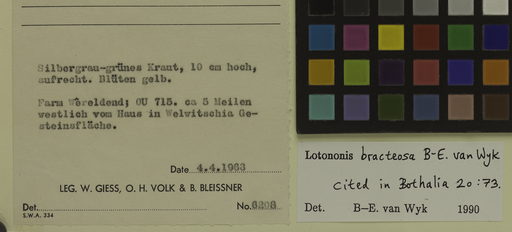 Silbergrau-grünes Kraut, 10 cm hoch,
aufrecht. Blüten gelb.
Farm Wêreldend; OU 715. ca 5 Meilen
westlich vom Haus in Welwitschia Ge-
steinsfläche.
Date 4.4.1963
LEG. W. GIESS, O. H. VOLK & B. BLEISSNER
Det. No.
S.W.A. 334
Lotononis bracteosa B-E. van Wyk
cited in Bothalia 20:73.
Det. B–E. van Wyk 1990